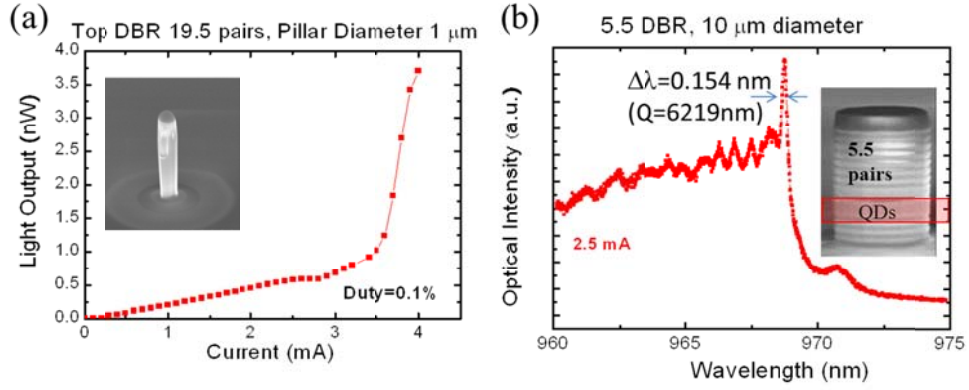 (a)
Top DBR 19.5 pairs, Pillar Diameter 1 μm
4.0
3.5
3.0
2.5
2.0
1.5
1.0
0.5
0.0
Light Output (nW)
Duty=0.1%
0 1 2 3 4
Current (mA)
(b)
5.5 DBR, 10 μm diameter
Δλ=0.154 nm
(Q=6219nm)
Optical Intensity (a.u.)
5.5
pairs
QDs
2.5 mA
960 965 970 975
Wavelength (nm)